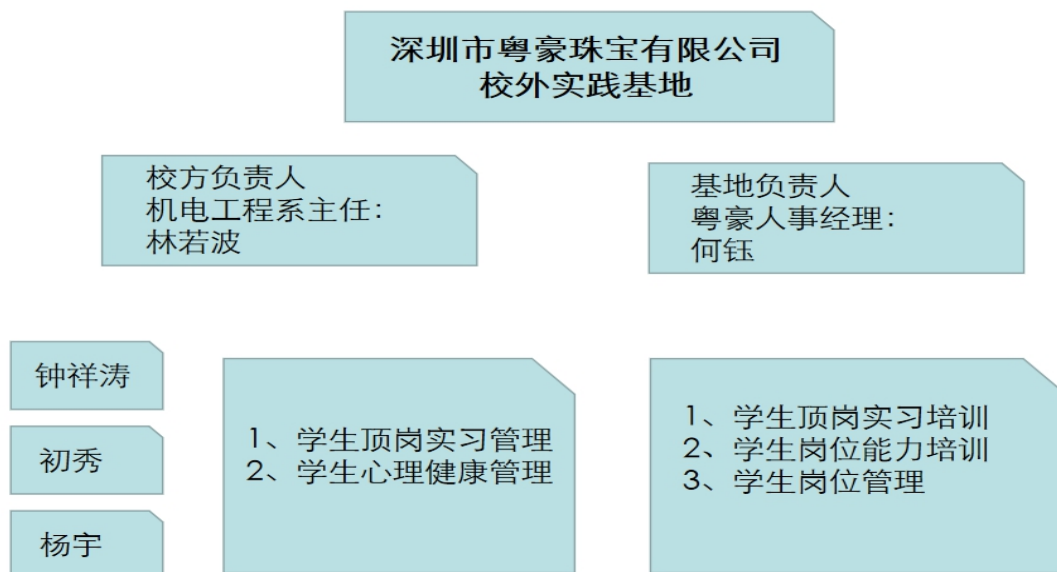 深圳市粤豪珠宝有限公司
校外实践基地
校方负责人
机电工程系主任：
林若波
基地负责人
粤豪人事经理：
何钰
钟祥涛
初秀
杨宇
1、学生顶岗实习管理
2、学生心理健康管理
1、学生顶岗实习培训
2、学生岗位能力培训
3、学生岗位管理